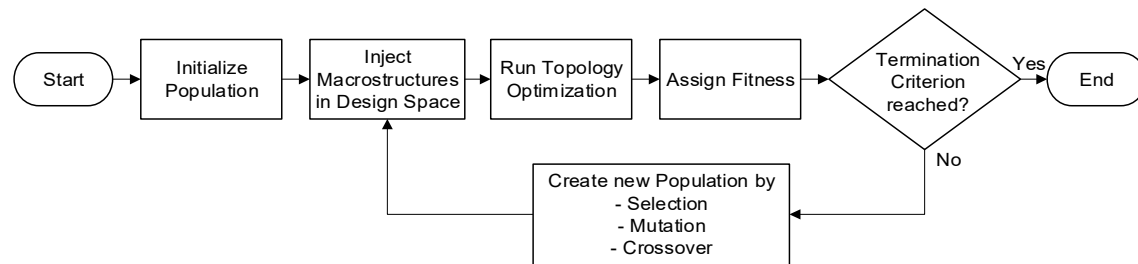 Start
Initialize
Population
Inject
Macrostructures
in Design Space
Run Topology
Optimization
Assign Fitness
Termination
Criterion
reached?
Yes
End
No
Create new Population by
- Selection
- Mutation
- Crossover